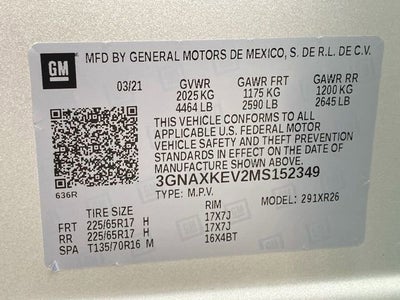 GM
MFD BY GENERAL MOTORS DE MEXICO, S. DE R.L. DE C.V.
03/21 GVWR GAWR FRT GAWR RR
2025 KG 1175 KG 1200 KG
4464 LB 2590 LB 2645 LB
THIS VEHICLE CONFORMS TO ALL
APPLICABLE U.S. FEDERAL MOTOR
VEHICLE SAFETY AND THEFT PREVENTION
STANDARDS IN EFFECT ON THE DATE OF
MANUFACTURE SHOWN ABOVE.
3GNAXKEV2MS152349
636R
TYPE: M.P.V. MODEL: 291XR26
TIRE SIZE RIM
FRT 225/65R17 H 17X7J
RR 225/65R17 H 17X7J
SPA T135/70R16 M 16X4BT